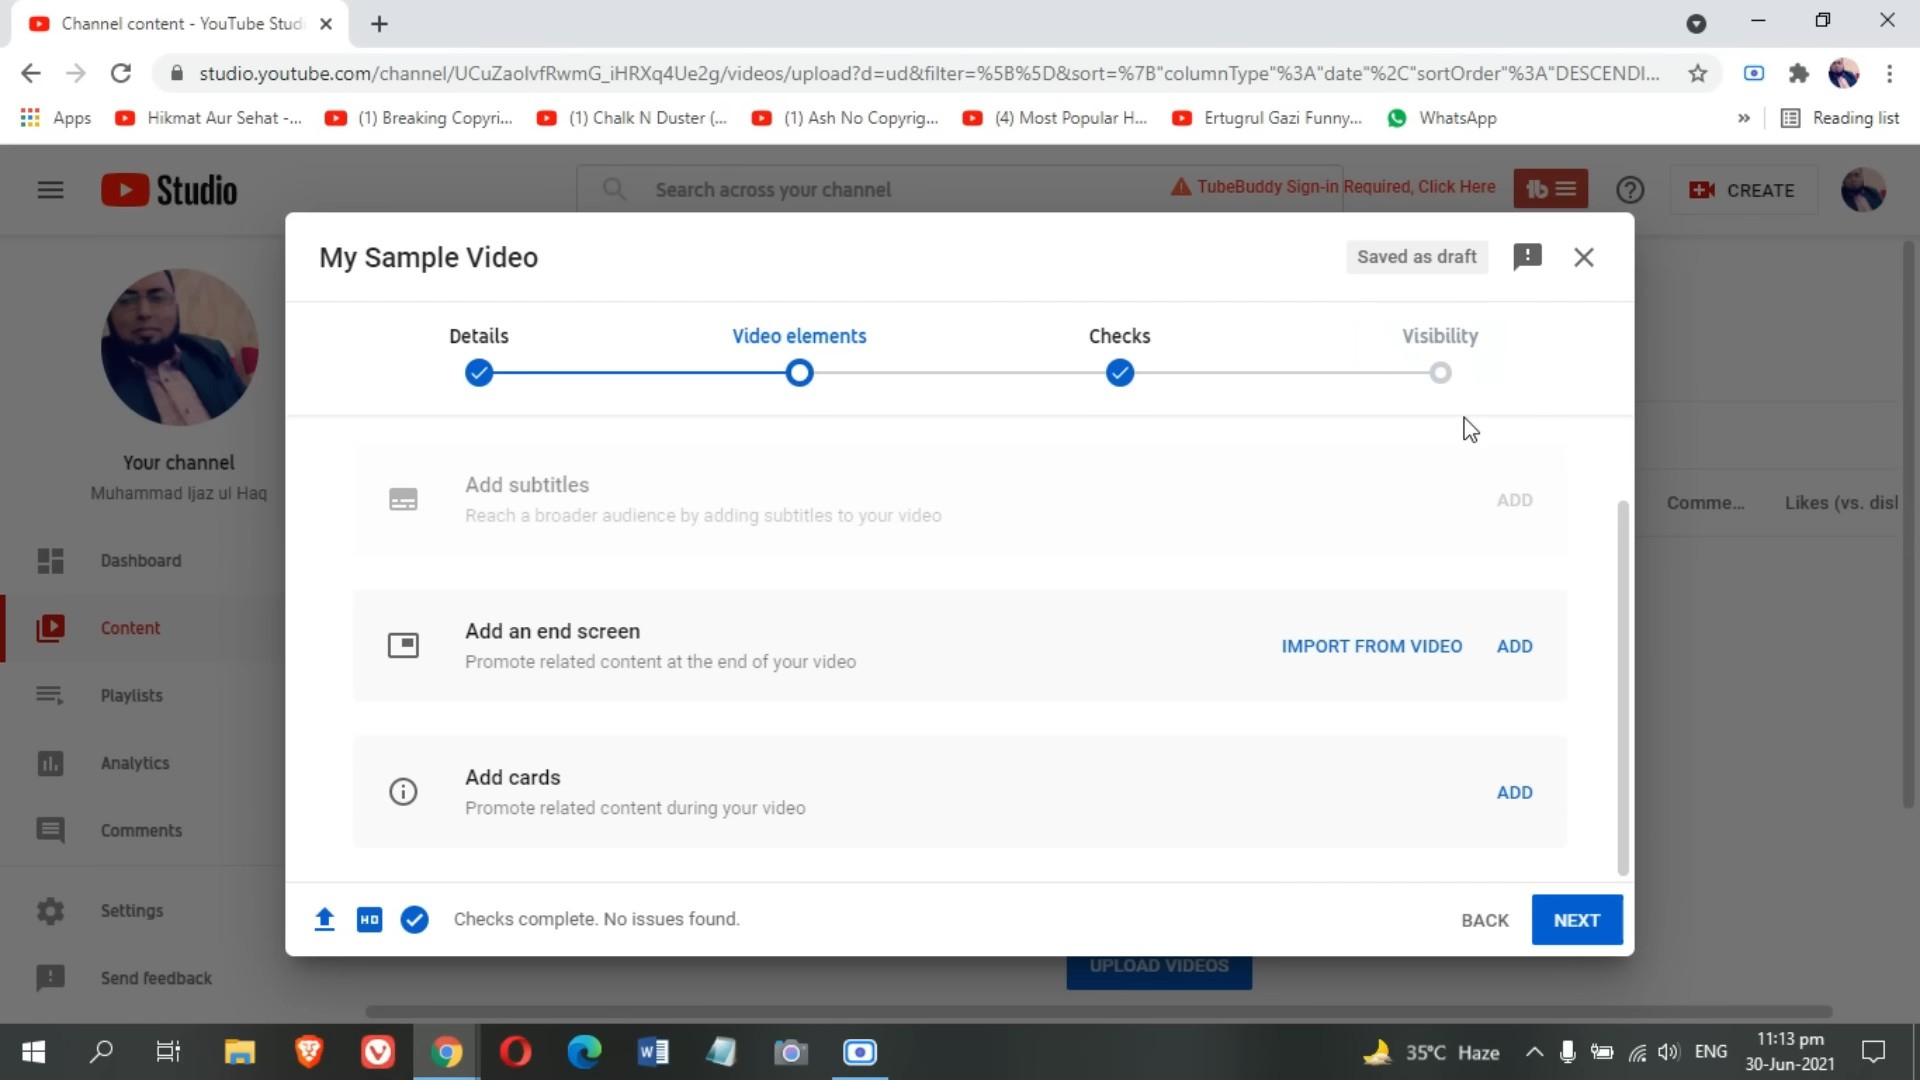 Channel content - YouTube Studi
studio.youtube.com/channel/UCuZaolvfRwmG_iHRXq4Ue2g/videos/upload?d=ud&filter=%5B%5D&sort=%7B"columnType"%3A"date"%2C"sortOrder"%3A"DESCENDI...
Apps Hikmat Aur Sehat -... (1) Breaking Copyri... (1) Chalk N Duster (... (1) Ash No Copyrig... (4) Most Popular H... Ertugrul Gazi Funny... WhatsApp » Reading list
Studio Search across your channel TubeBuddy Sign-in Required, Click Here tb CREATE
My Sample Video Saved as draft
Details Video elements Checks Visibility
Your channel
Muhammad Ijaz ul Haq
Add subtitles
Reach a broader audience by adding subtitles to your video
ADD
Comme... Likes (vs. disl
Dashboard
Content
Playlists
Analytics
Comments
Settings
Send feedback
Add an end screen
Promote related content at the end of your video
IMPORT FROM VIDEO ADD
Add cards
Promote related content during your video
ADD
HD Checks complete. No issues found. BACK NEXT
UPLOAD VIDEOS
35°C Haze ENG 11:13 pm
30-Jun-2021